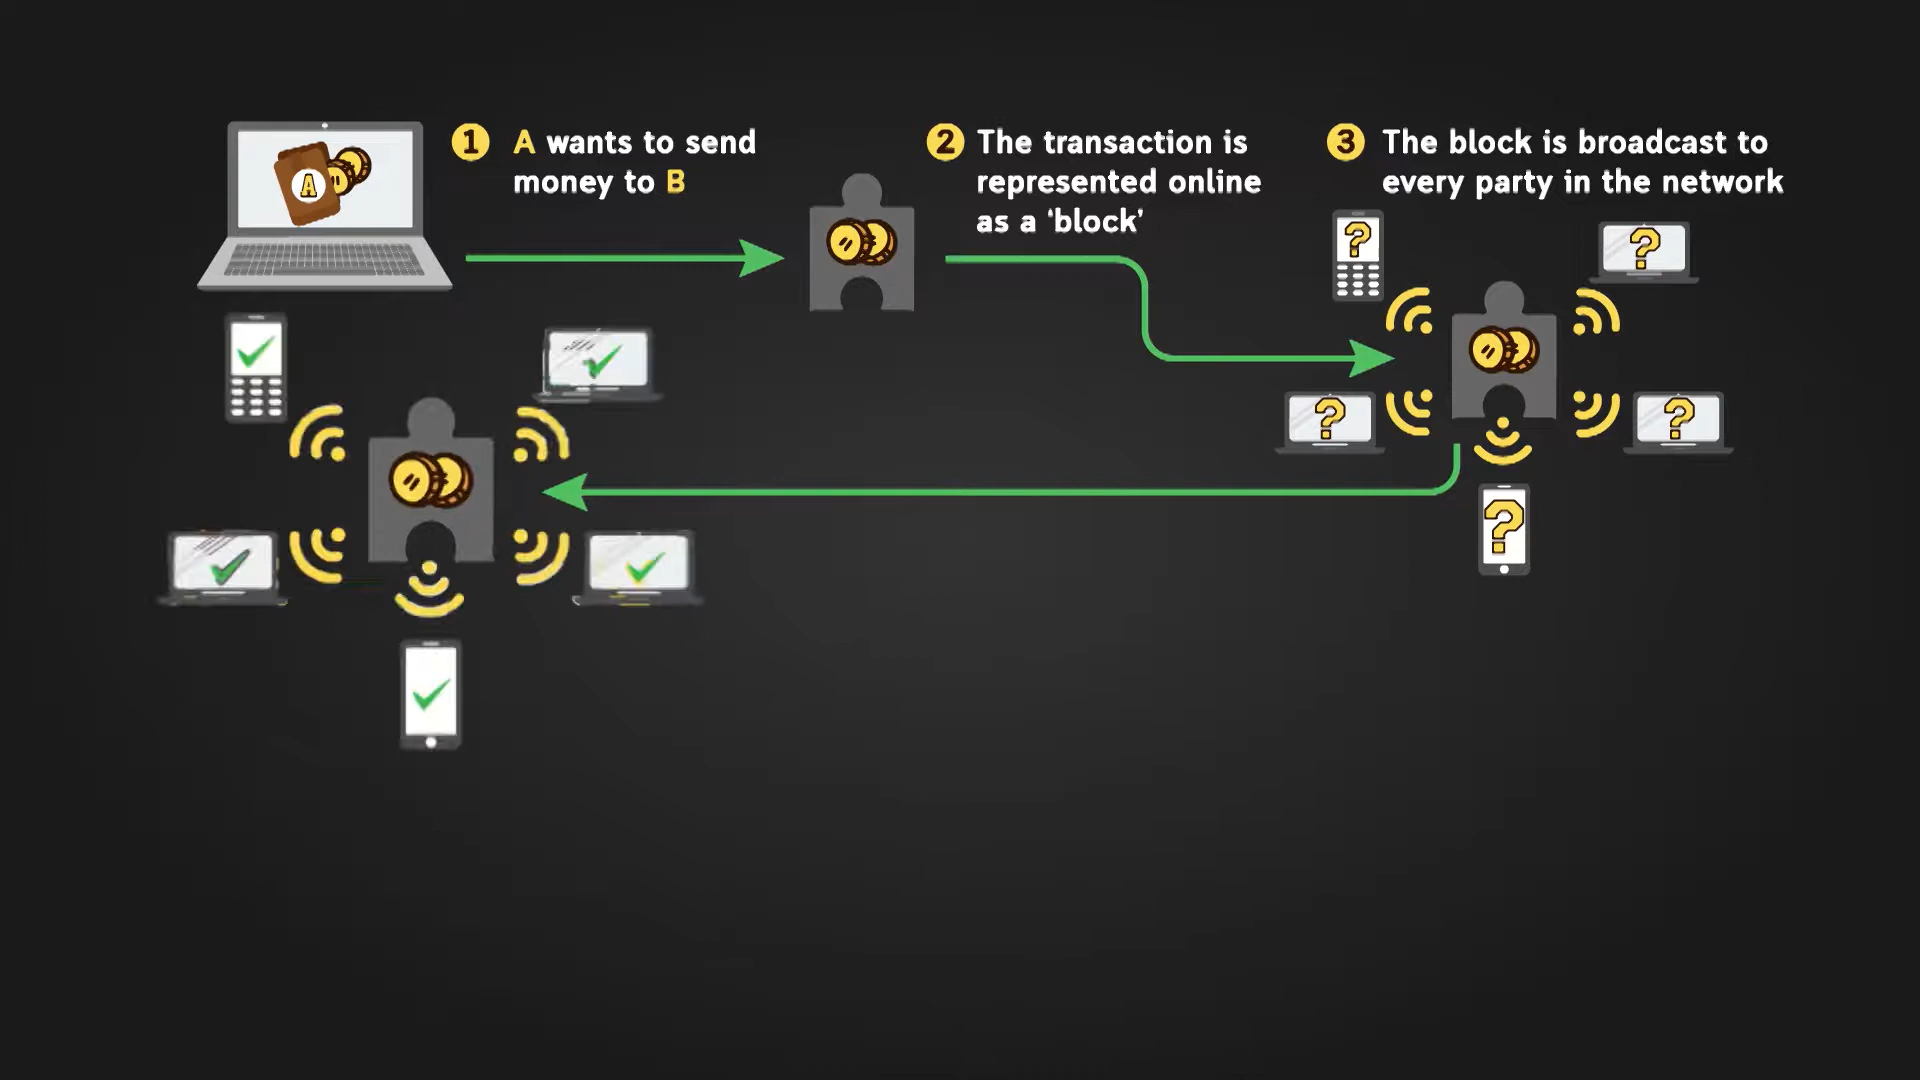 A
1 A wants to send
money to B
2 The transaction is
represented online
as a ‘block’
3 The block is broadcast to
every party in the network
?
?
?
?
?